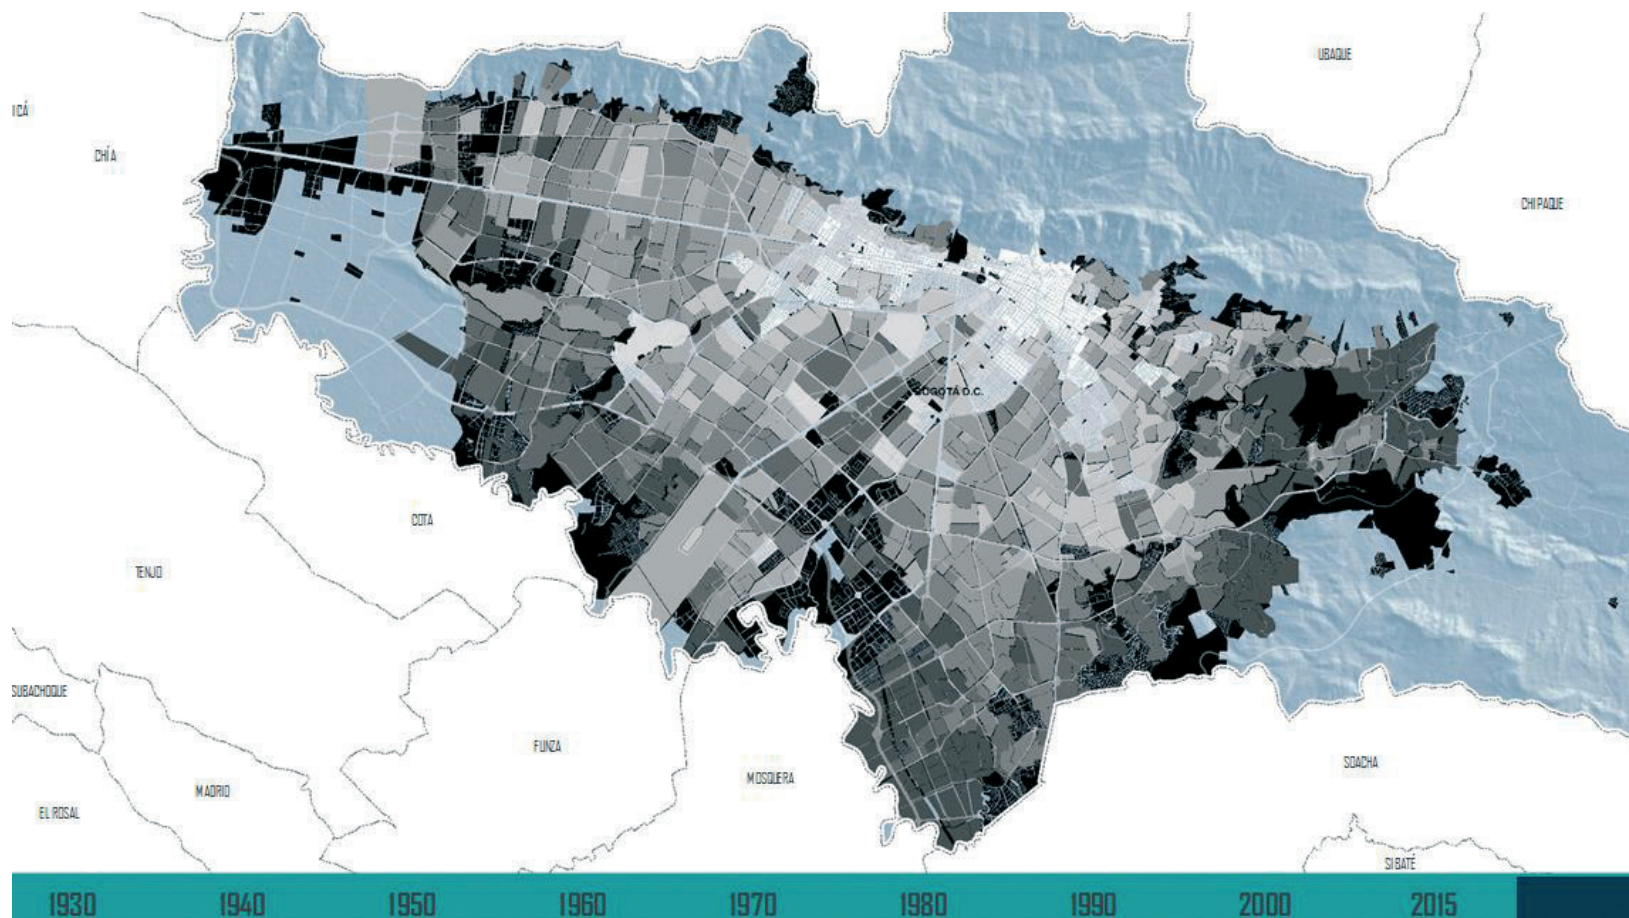 UBAQUE
ICÁ
CHÍA
CHIPAQUE
BOGOTÁ D.C.
COTA
TENJO
SUBACHOQUE
FUNZA
SOACHA
MOSQUERA
MADRID
EL ROSAL
SIBATÉ
1930 1940 1950 1960 1970 1980 1990 2000 2015